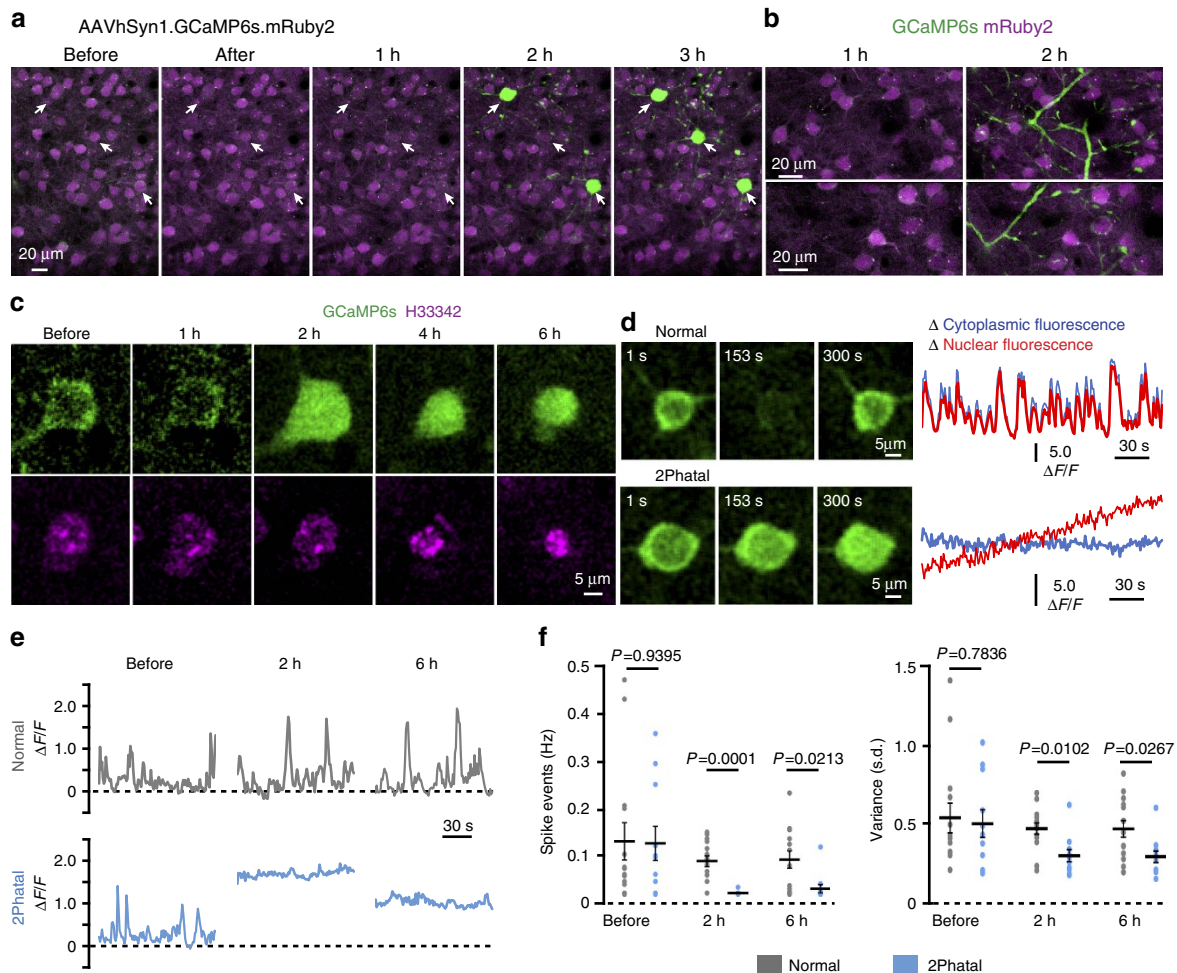 a
AAVhSyn1.GCaMP6s.mRuby2
Before After 1 h 2 h 3 h
20 μm
b
GCaMP6s mRuby2
1 h 2 h
20 μm
20 μm
c
GCaMP6s H33342
Before 1 h 2 h 4 h 6 h
5 μm
d
Normal
1 s 153 s 300 s
5μm
2Phatal
1 s 153 s 300 s
5 μm
Δ Cytoplasmic fluorescence
Δ Nuclear fluorescence
5.0
ΔF/F
30 s
5.0
ΔF/F
30 s
e
Before 2 h 6 h
Normal
ΔF/F
2.0
1.0
0
30 s
2Phatal
ΔF/F
2.0
1.0
0
f
P=0.9395
P=0.0001
P=0.0213
Spike events (Hz)
0.5
0.4
0.3
0.2
0.1
0
Before 2 h 6 h
P=0.7836
P=0.0102
P=0.0267
Variance (s.d.)
1.5
1.0
0.5
0
Before 2 h 6 h
Normal 2Phatal